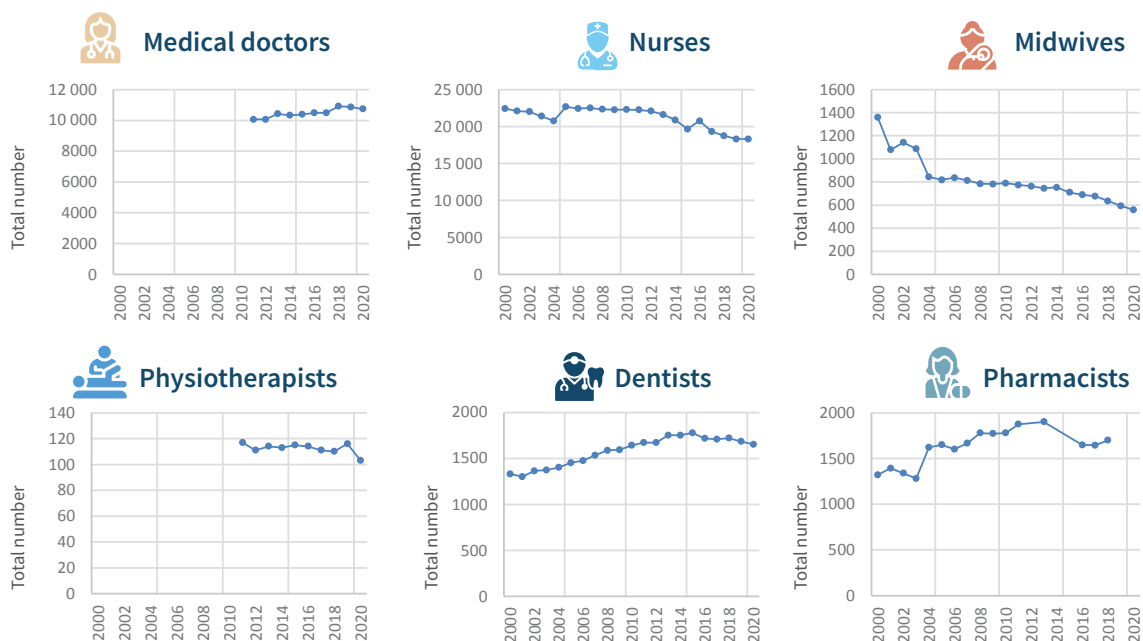 Medical doctors
Nurses
Midwives
Total number
12 000
10 000
8000
6000
4000
2000
0
2000 2002 2004 2006 2008 2010 2012 2014 2016 2018 2020
Total number
25 000
20 000
15 000
10 000
5000
0
2000 2002 2004 2006 2008 2010 2012 2014 2016 2018 2020
Total number
1600
1400
1200
1000
800
600
400
200
0
2000 2002 2004 2006 2008 2010 2012 2014 2016 2018 2020
Physiotherapists
Dentists
Pharmacists
Total number
140
120
100
80
60
40
20
0
2000 2002 2004 2006 2008 2010 2012 2014 2016 2018 2020
Total number
2000
1500
1000
500
0
2000 2002 2004 2006 2008 2010 2012 2014 2016 2018 2020
Total number
2000
1500
1000
500
0
2000 2002 2004 2006 2008 2010 2012 2014 2016 2018 2020